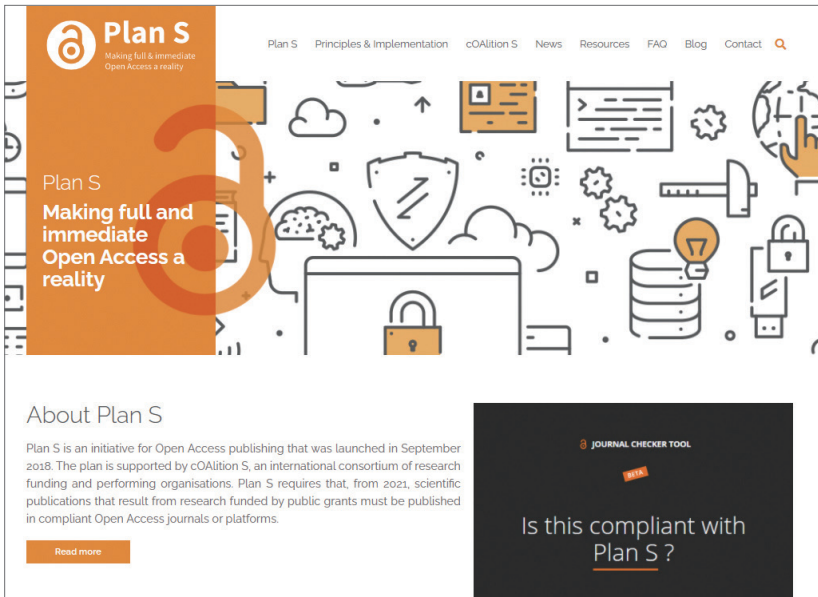 Plan S
Making full & immediate
Open Access a reality
Plan S Principles & Implementation cOAlition S News Resources FAQ Blog Contact
Plan S
Making full and
immediate
Open Access a
reality
About Plan S
Plan S is an initiative for Open Access publishing that was launched in September
2018. The plan is supported by cOAlition S, an international consortium of research
funding and performing organisations. Plan S requires that, from 2021, scientific
publications that result from research funded by public grants must be published
in compliant Open Access journals or platforms.
Read more
JOURNAL CHECKER TOOL
BETA
Is this compliant with
Plan S ?